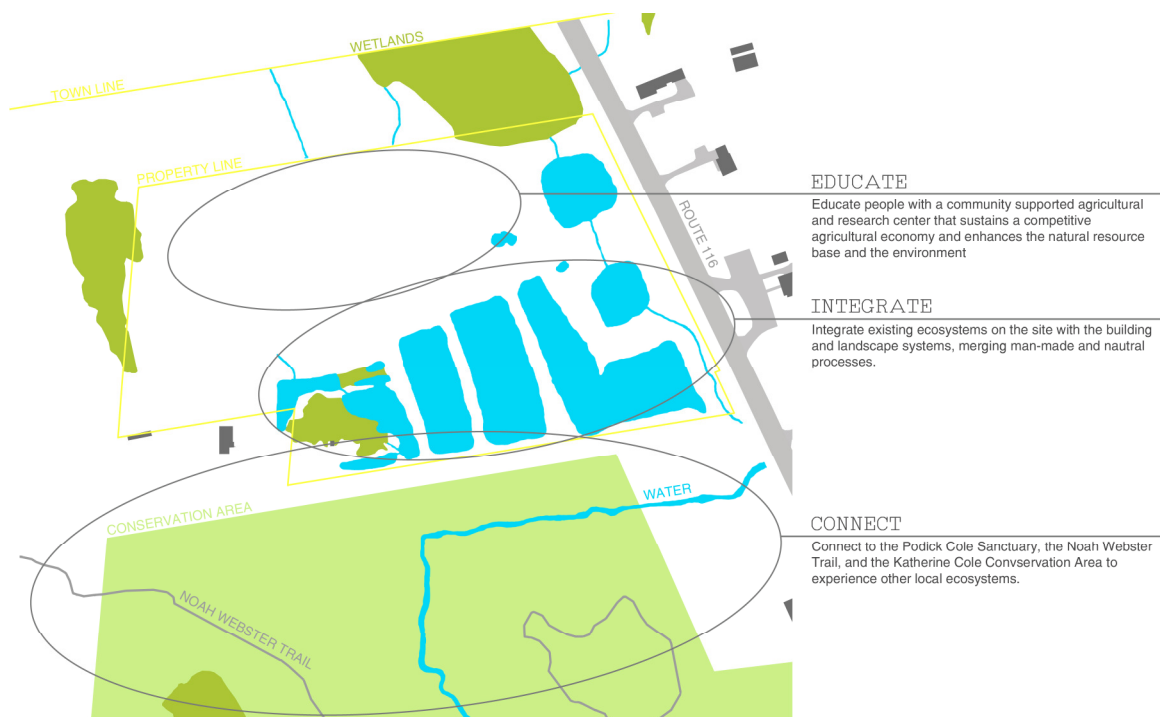 WETLANDS
TOWN LINE
PROPERTY LINE
ROUTE 116
EDUCATE
Educate people with a community supported agricultural
and research center that sustains a competitive
agricultural economy and enhances the natural resource
base and the environment
INTEGRATE
Integrate existing ecosystems on the site with the building
and landscape systems, merging man-made and nautral
processes.
WATER
CONSERVATION AREA
CONNECT
Connect to the Podick Cole Sanctuary, the Noah Webster
Trail, and the Katherine Cole Convservation Area to
experience other local ecosystems.
NOAH WEBSTER TRAIL